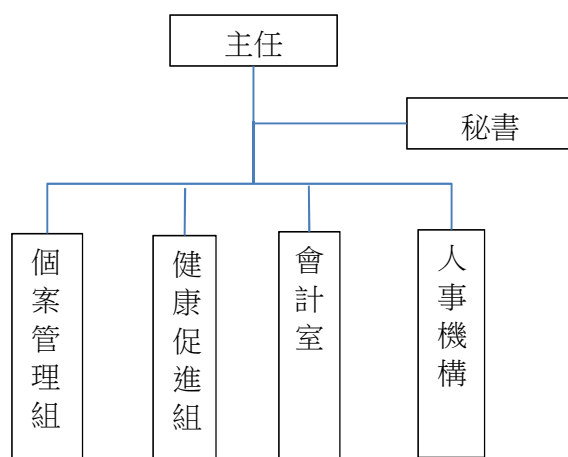 主任
秘書
個案管理組
健康促進組
會計室
人事機構